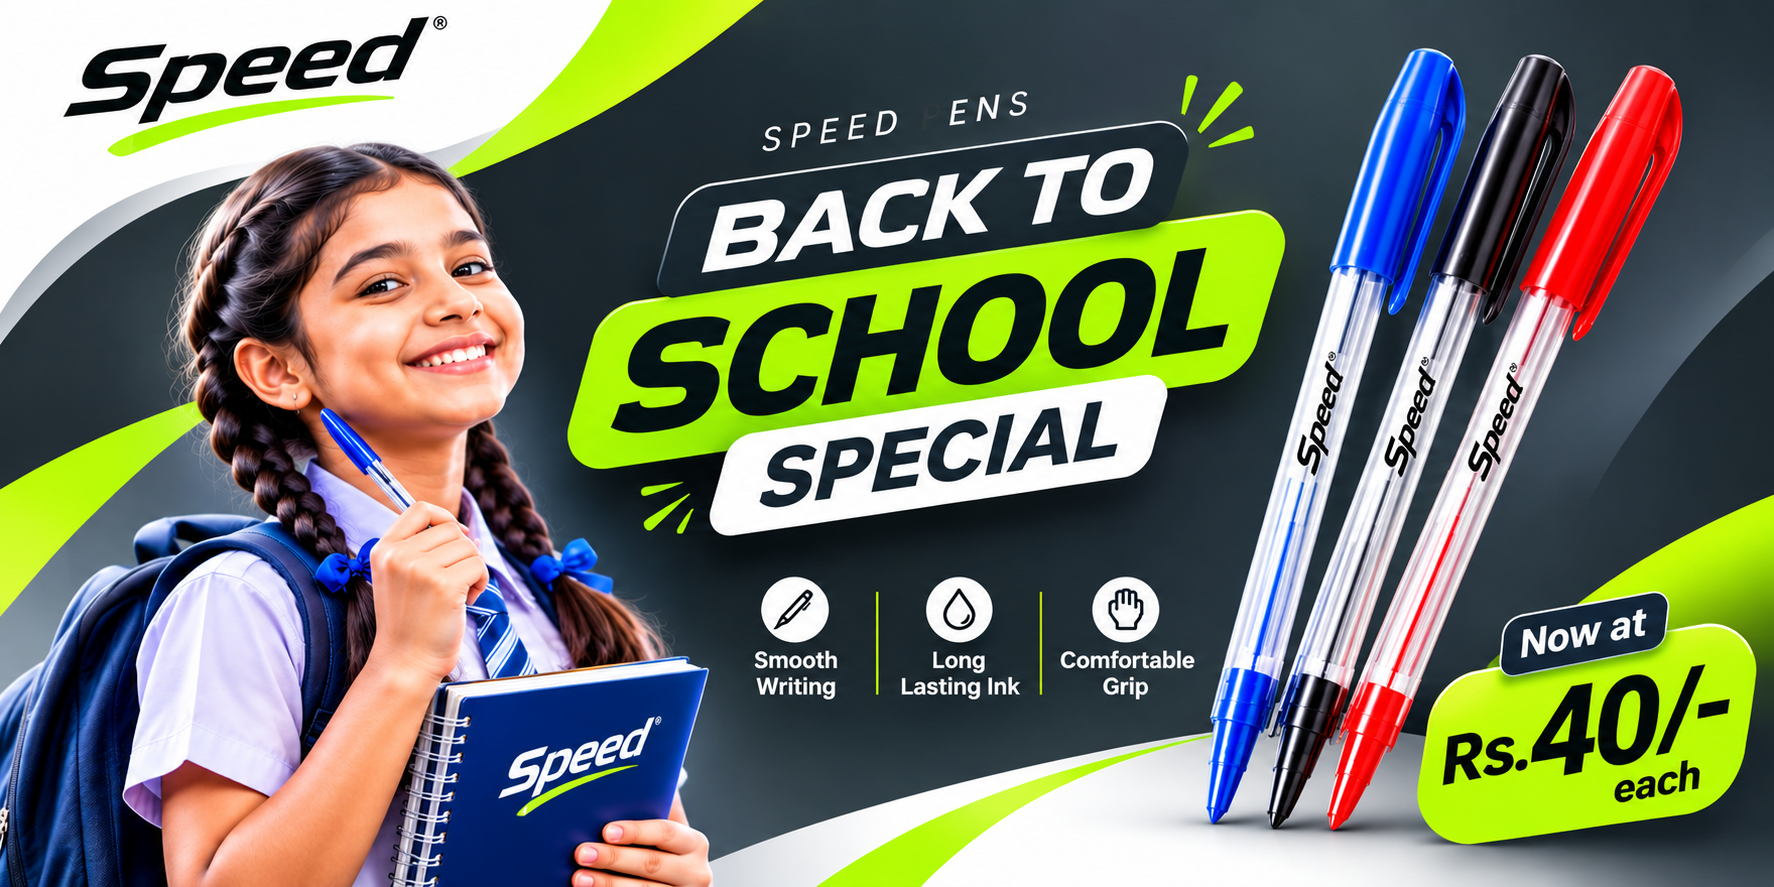 Speed®
SPEED ENS
BACK TO
SCHOOL
SPECIAL
Smooth
Writing
Long
Lasting Ink
Comfortable
Grip
Speed®
Speed®
Speed®
Speed®
Now at
Rs.40/-
each